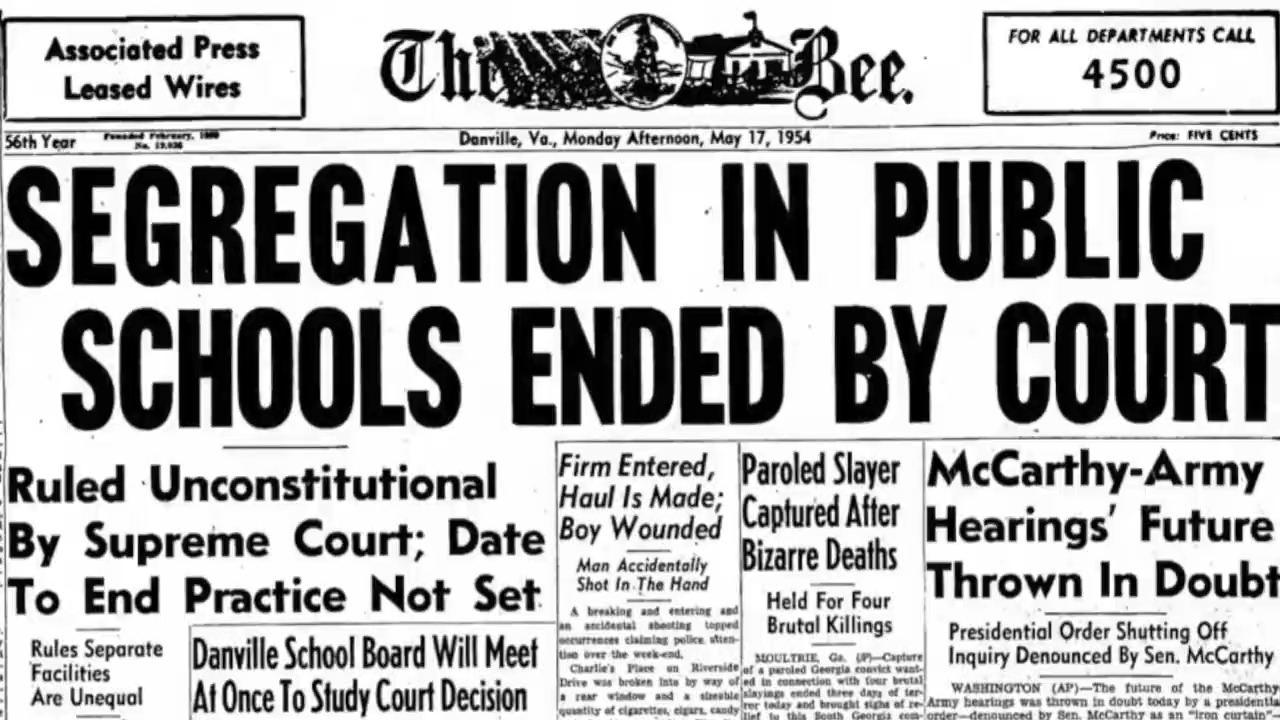 Associated Press
Leased Wires
The Bee.
FOR ALL DEPARTMENTS CALL
4500
56th Year
Founded February, 1899
Danville, Va., Monday Afternoon, May 17, 1954
Price: FIVE CENTS
SEGREGATION IN PUBLIC
SCHOOLS ENDED BY COURT
Ruled Unconstitutional
By Supreme Court; Date
To End Practice Not Set
Rules Separate
Facilities
Are Unequal
Danville School Board Will Meet
At Once To Study Court Decision
Firm Entered,
Haul Is Made;
Boy Wounded
Man Accidentally
Shot In The Hand
A breaking and entering and
an accidental shooting topped
occurrences claiming police atten-
tion over the week-end.
Charlie's Place on Riverside
Drive was broken into by way of
a rear window and a sizeable
quantity of cigarettes, cigars, candy
Paroled Slayer
Captured After
Bizarre Deaths
Held For Four
Brutal Killings
MOULTRIE, Ga. (AP)—Capture
of a paroled Georgia convict want-
ed in connection with four brutal
slayings ended three days of ter-
ror today and brought sighs of re-
lief to this South Georgia com-
McCarthy-Army
Hearings' Future
Thrown In Doubt
Presidential Order Shutting Off
Inquiry Denounced By Sen. McCarthy
WASHINGTON (AP)—The future of the McCarthy
Army hearings was thrown in doubt today by a presidentia
order—denounced by Sen. McCarthy as an "iron curtain"